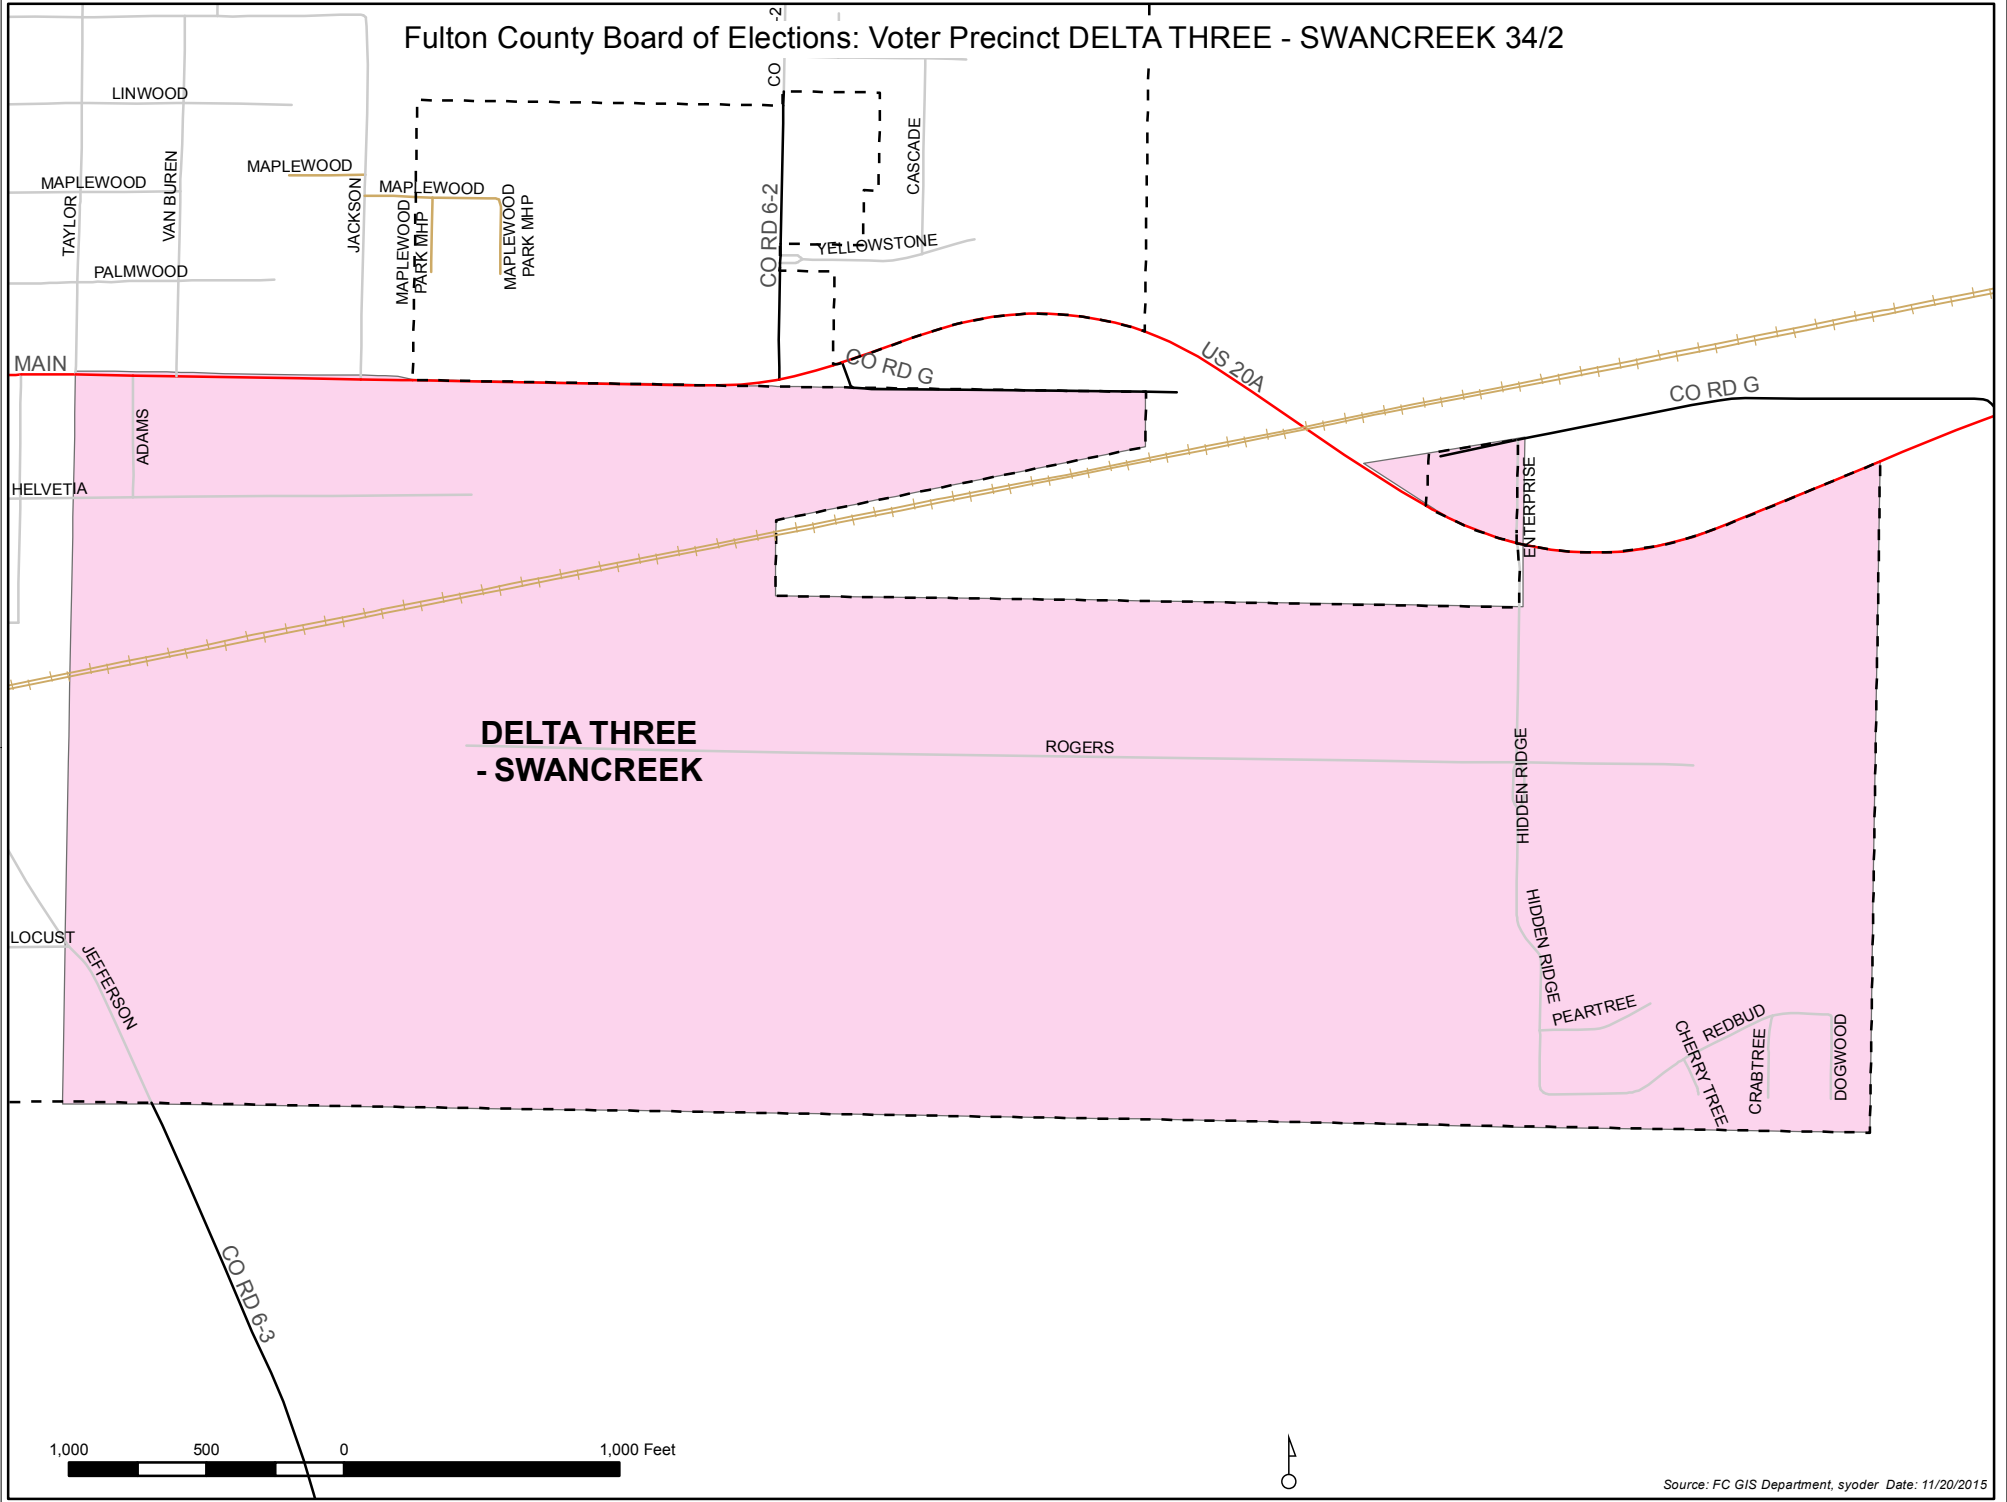 Fulton County Board of Elections: Voter Precinct DELTA THREE - SWANCREEK 34/2
-2
CO
LINWOOD
CASCADE
MAPLEWOOD
MAPLEWOOD
MAPLEWOOD
VAN BUREN
JACKSON
TAYLOR
MAPLEWOOD
PARK MHP
MAPLEWOOD
PARK MHP
CO RD 6-2
YELLOWSTONE
PALMWOOD
MAIN
CO RD G
US 20A
CO RD G
ADAMS
HELVETIA
ENTERPRISE
DELTA THREE
- SWANCREEK
ROGERS
HIDDEN RIDGE
HIDDEN RIDGE
LOCUST
JEFFERSON
PEARTREE
REDBUD
CHERRY TREE
CRABTREE
DOGWOOD
CO RD 6-3
1,000 500 0 1,000 Feet
Source: FC GIS Department, syoder Date: 11/20/2015